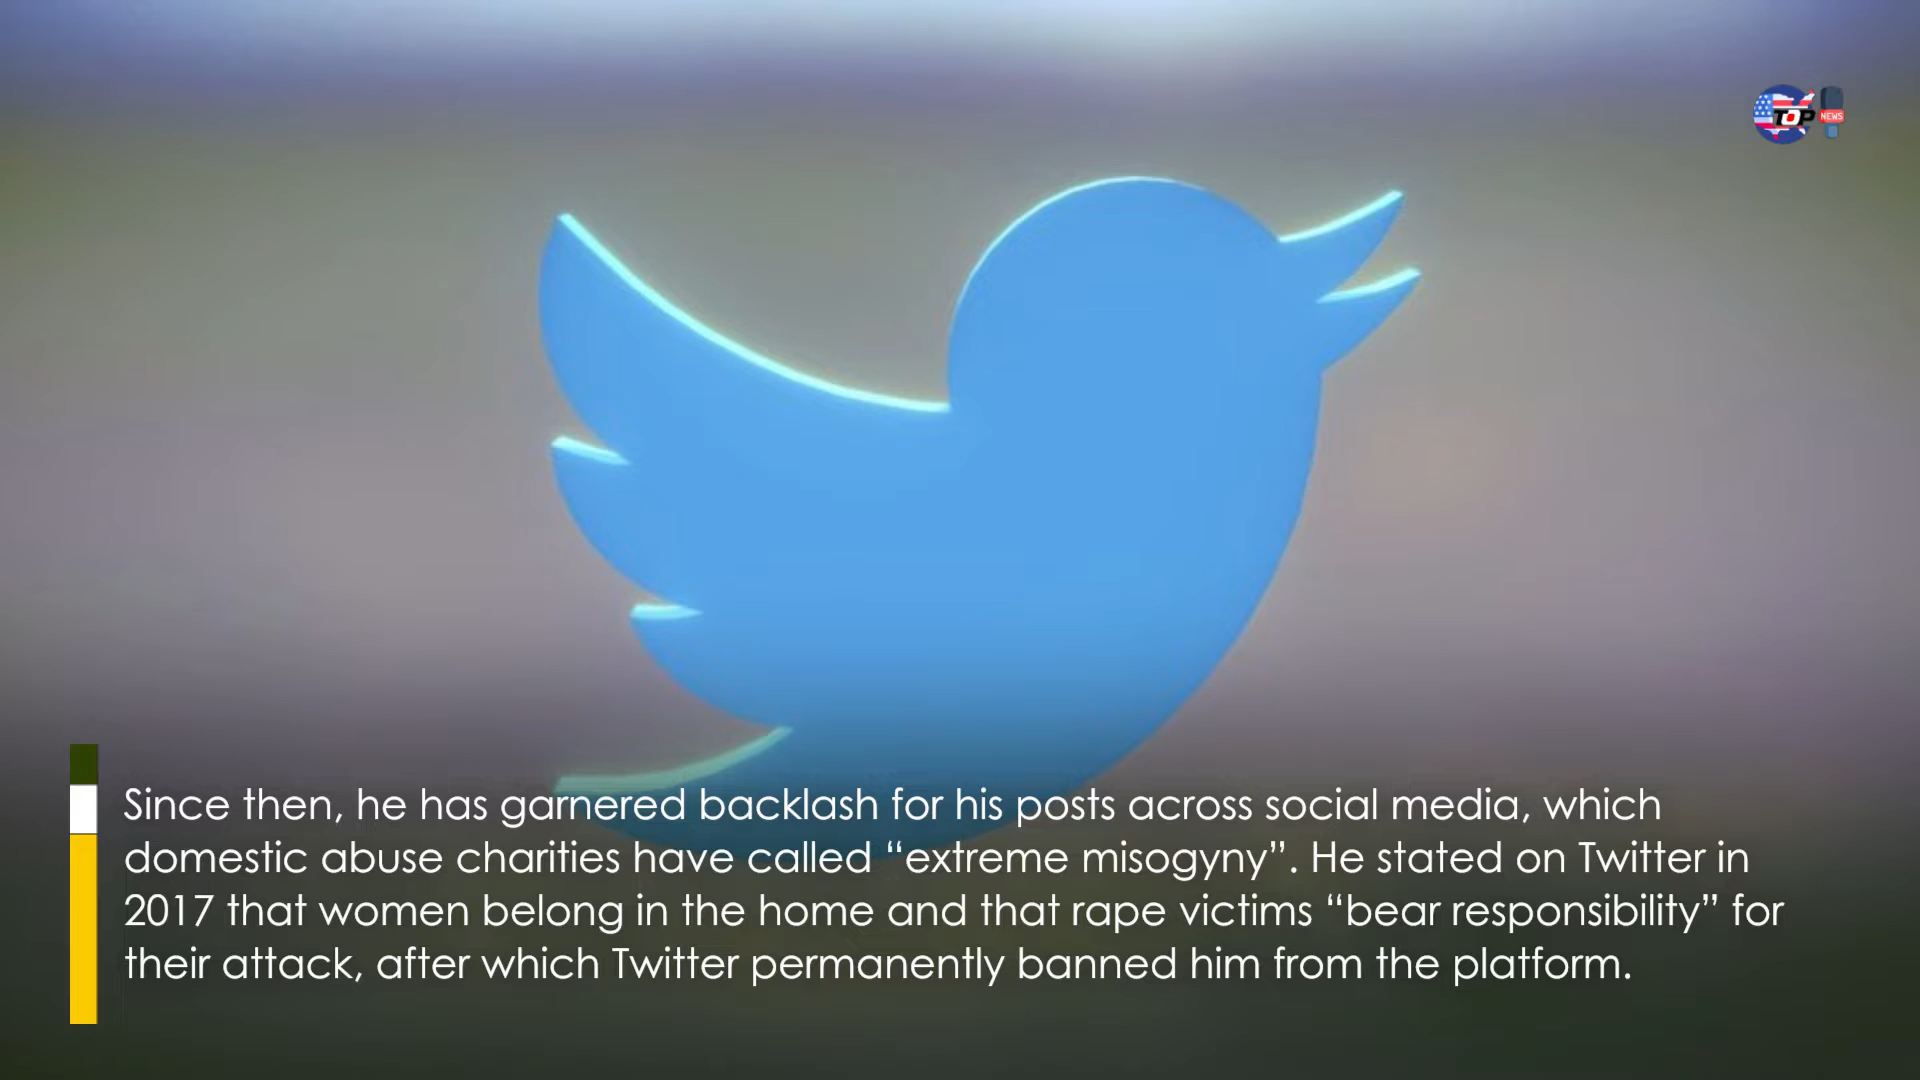 TOP
NEWS
Since then, he has garnered backlash for his posts across social media, which
domestic abuse charities have called “extreme misogyny”. He stated on Twitter in
2017 that women belong in the home and that rape victims “bear responsibility” for
their attack, after which Twitter permanently banned him from the platform.